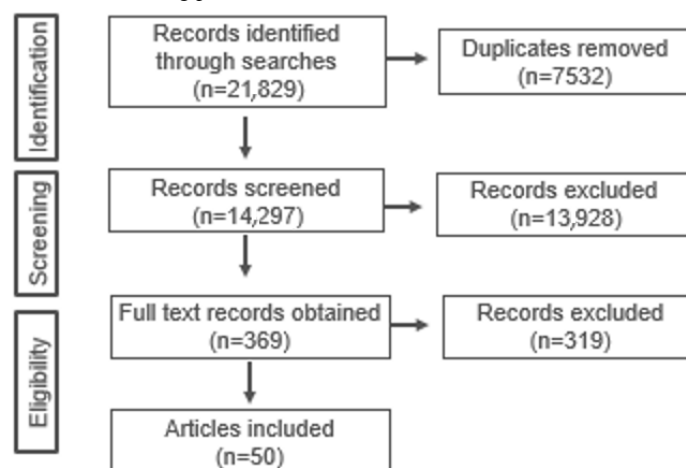 Identification
Records identified
through searches
(n=21,829)
Duplicates removed
(n=7532)
Screening
Records screened
(n=14,297)
Records excluded
(n=13,928)
Eligibility
Full text records obtained
(n=369)
Records excluded
(n=319)
Articles included
(n=50)